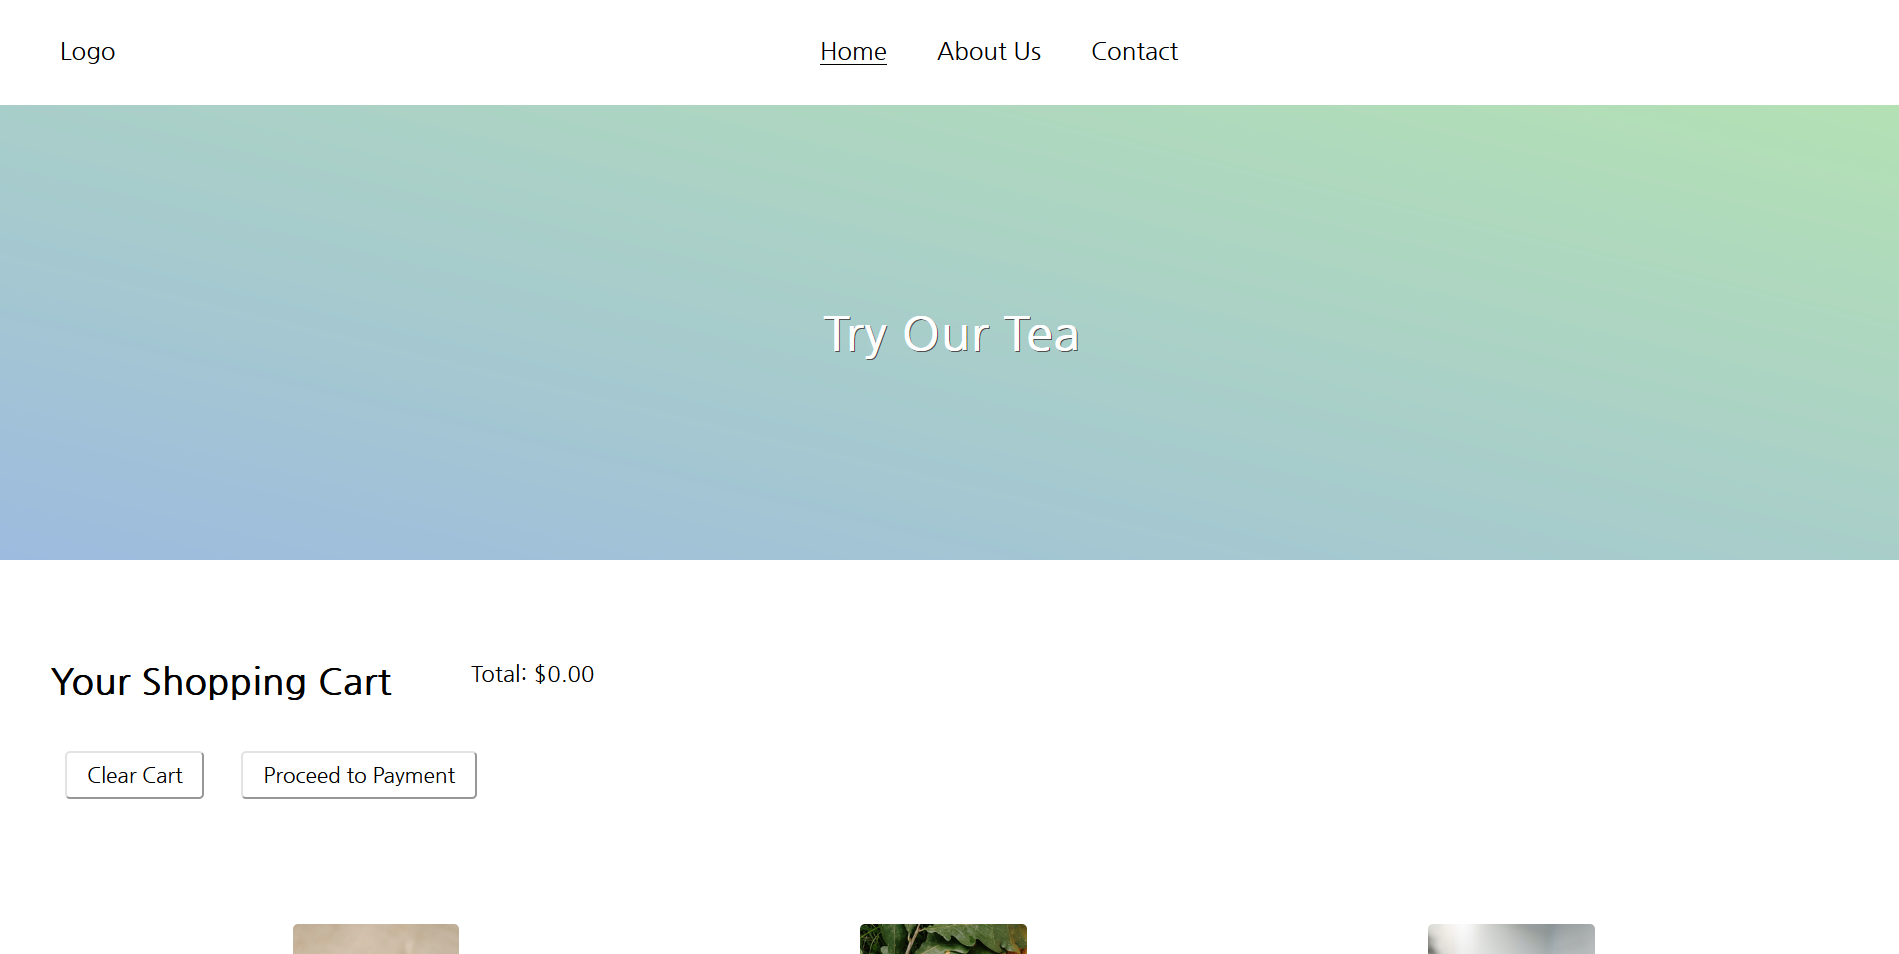 Logo
Home About Us Contact
Try Our Tea
Your Shopping Cart
Total: $0.00
Clear Cart
Proceed to Payment